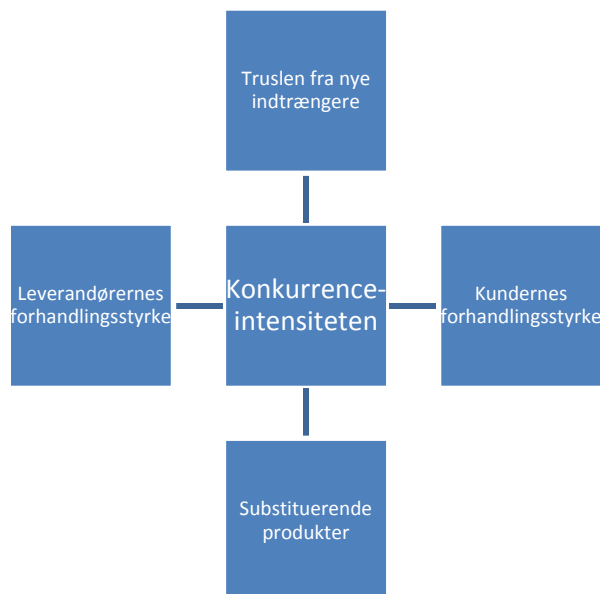 Truslen fra nye
indtrængere
Leverandørernes
forhandlingsstyrke
Konkurrence-
intensiteten
Kundernes
forhandlingsstyrke
Substituerende
produkter